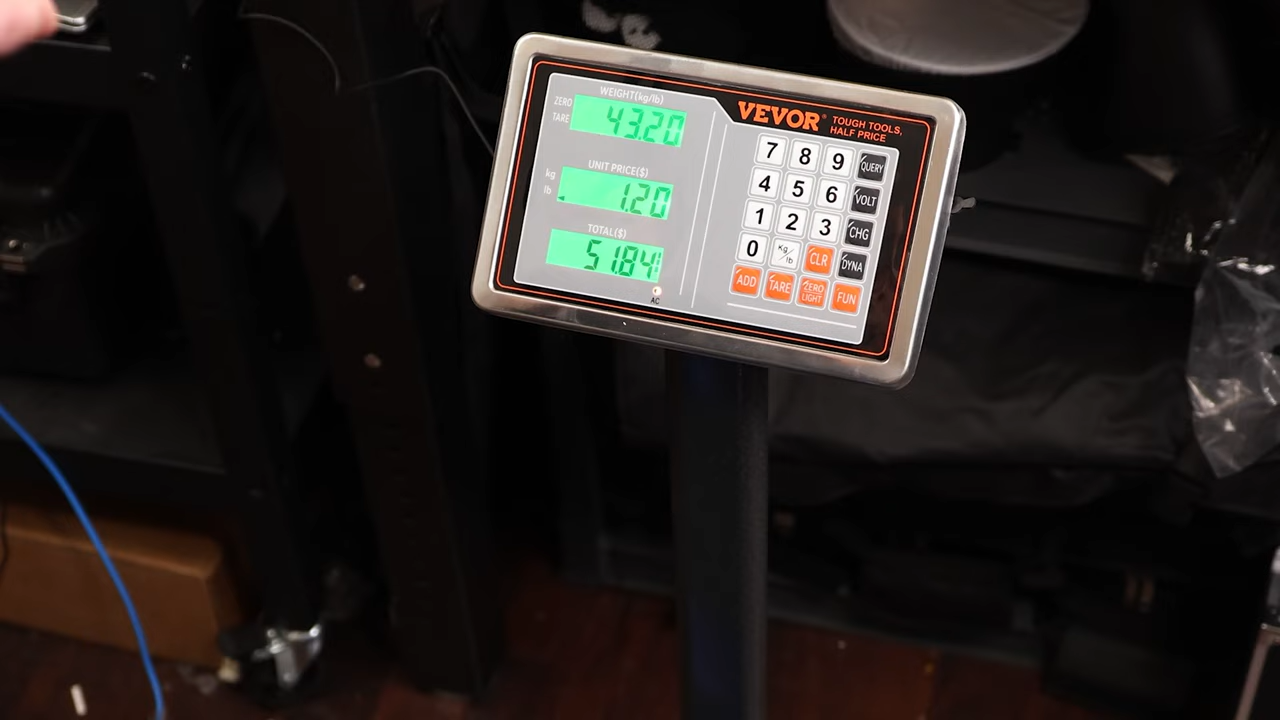 WEIGHT(kg/lb)
ZERO
TARE
43.20
UNIT PRICE($)
kg
lb
1.20
TOTAL($)
51.84
AC
VEVOR®
TOUGH TOOLS,
HALF PRICE
7 8 9 QUERY
4 5 6 VOLT
1 2 3 CHG
0 Kg/lb CLR DYNA
ADD TARE ZERO LIGHT FUN